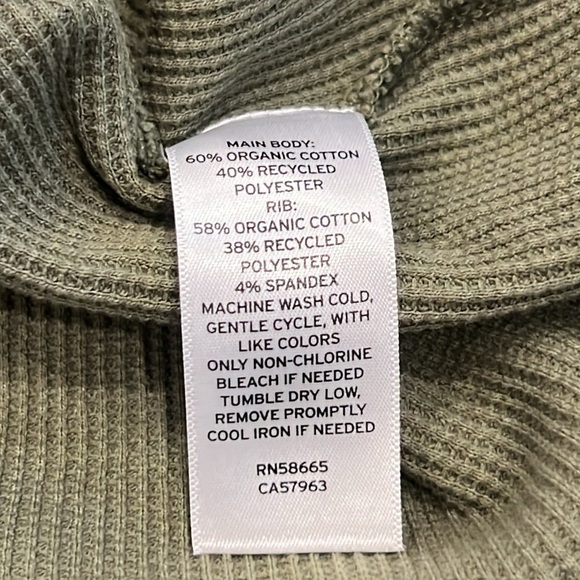 MAIN BODY:
60% ORGANIC COTTON
40% RECYCLED
POLYESTER
RIB:
58% ORGANIC COTTON
38% RECYCLED
POLYESTER
4% SPANDEX
MACHINE WASH COLD,
GENTLE CYCLE, WITH
LIKE COLORS
ONLY NON-CHLORINE
BLEACH IF NEEDED
TUMBLE DRY LOW,
REMOVE PROMPTLY
COOL IRON IF NEEDED
RN58665
CA57963